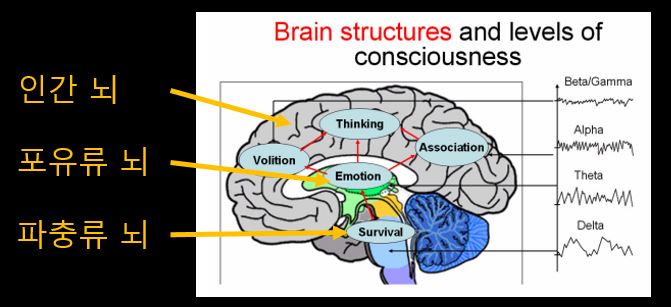 Brain structures and levels of
consciousness
인간 뇌
포유류 뇌
파충류 뇌
Thinking
Volition
Association
Emotion
Survival
Beta/Gamma
Alpha
Theta
Delta